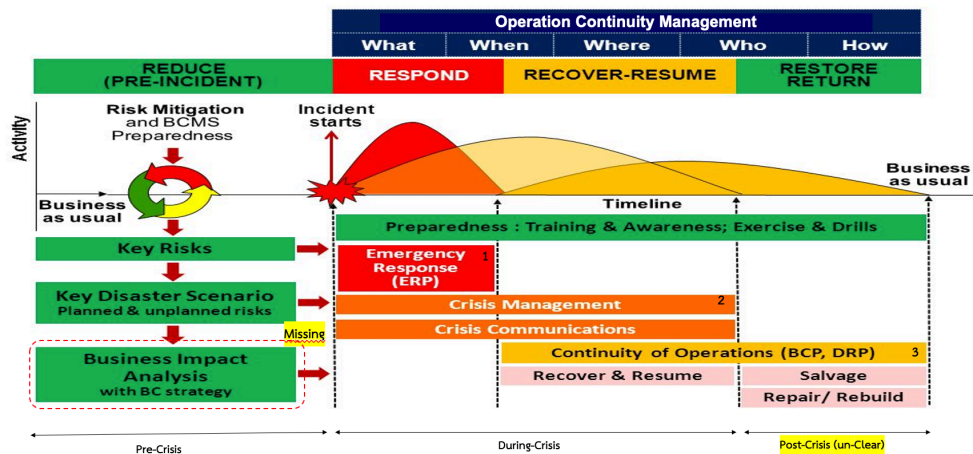 Operation Continuity Management
What When Where Who How
REDUCE
(PRE-INCIDENT)
RESPOND
RECOVER-RESUME
RESTORE
RETURN
Activity
Risk Mitigation
and BCMS
Preparedness
Incident
starts
Business
as usual
Business
as usual
Timeline
Preparedness : Training & Awareness; Exercise & Drills
Key Risks
Emergency
Response
(ERP)
1
Key Disaster Scenario
Planned & unplanned risks
Crisis Management
2
Missing
Crisis Communications
Business Impact
Analysis
with BC strategy
Continuity of Operations (BCP, DRP)
3
Recover & Resume
Salvage
Repair/ Rebuild
Pre-Crisis
During-Crisis
Post-Crisis (un-Clear)